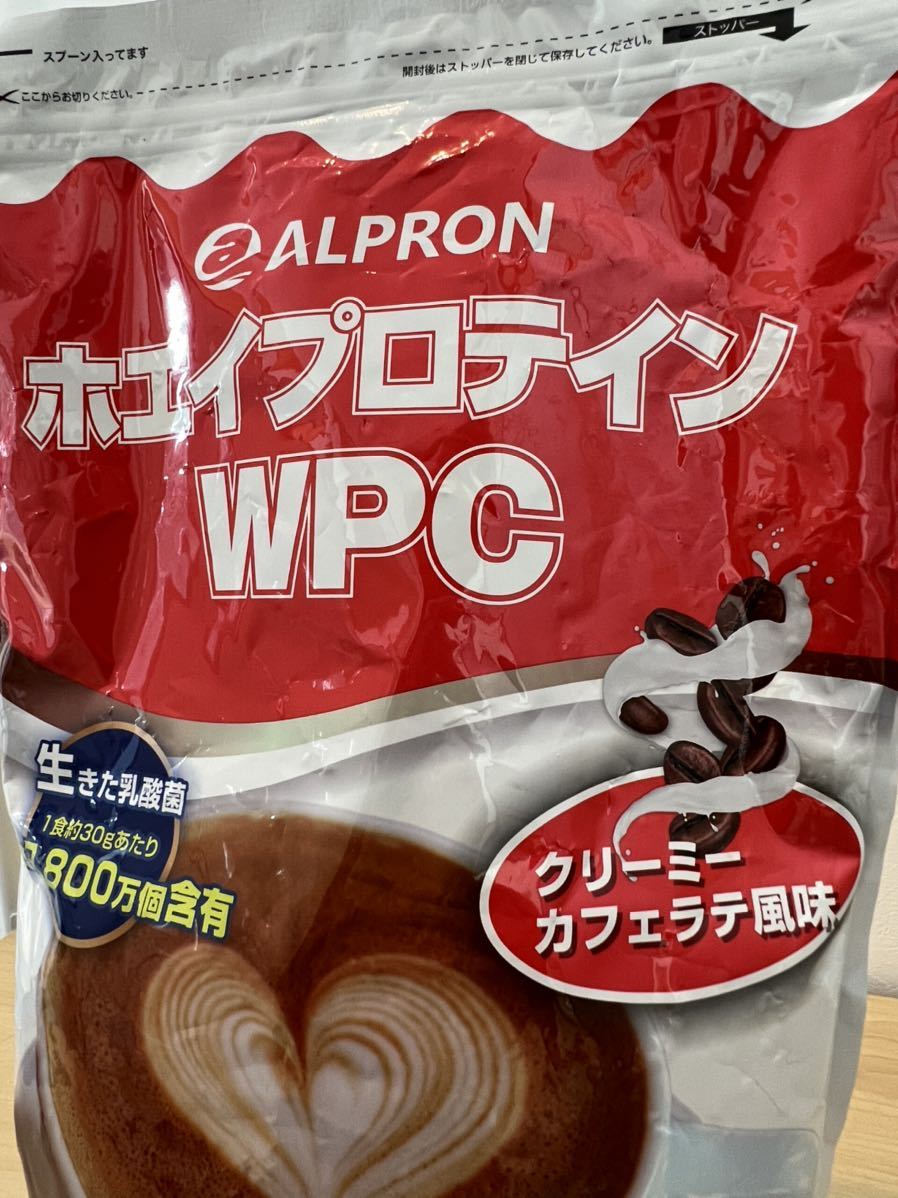 スプーン入ってます
ここからお切りください。
開封後はストッパーを閉じて保存してください。
ストッパー
ALPRON
ホエイプロテイン
WPC
生きた乳酸菌
1食約30gあたり
800万個含有
クリーミー
カフェラテ風味